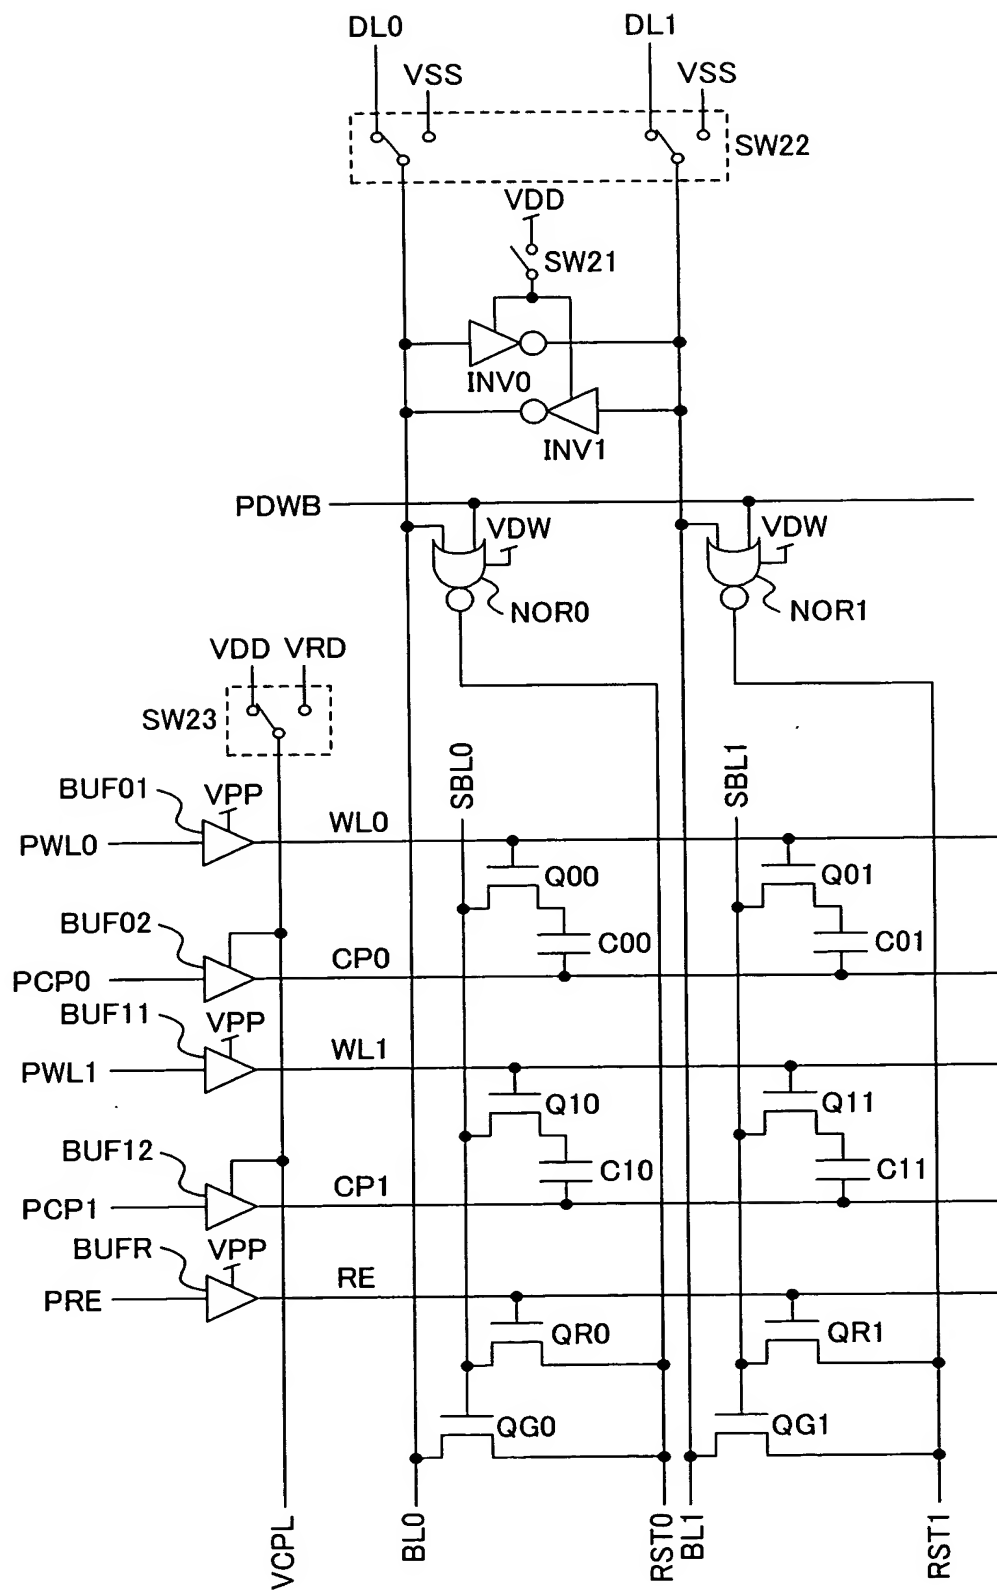 DL0 DL1
VSS VSS
SW22
VDD
SW21
INV0
INV1
PDWB
VDW VDW
NOR0 NOR1
VDD VRD
SW23
SBL0 SBL1
BUF01 VPP
PWL0 WL0
Q00 Q01
BUF02
C00 C01
PCP0 CP0
BUF11 VPP
PWL1 WL1
Q10 Q11
BUF12
C10 C11
PCP1 CP1
BUFR VPP
PRE RE
QR0 QR1
QG0 QG1
VCPL BL0 RST0 BL1 RST1